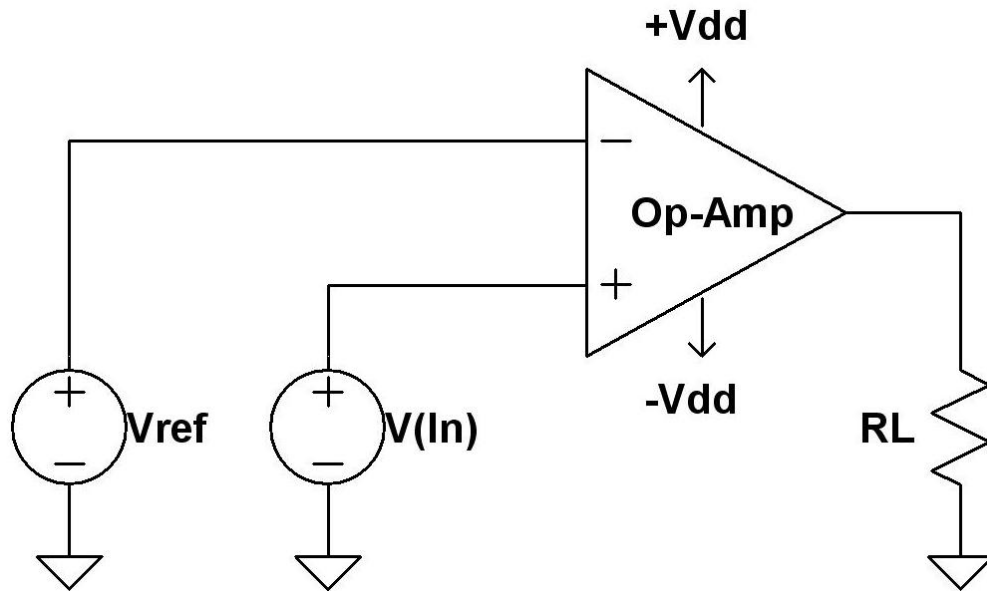 +Vdd
−
Op-Amp
+
-Vdd
+
Vref
−
+
V(In)
−
RL